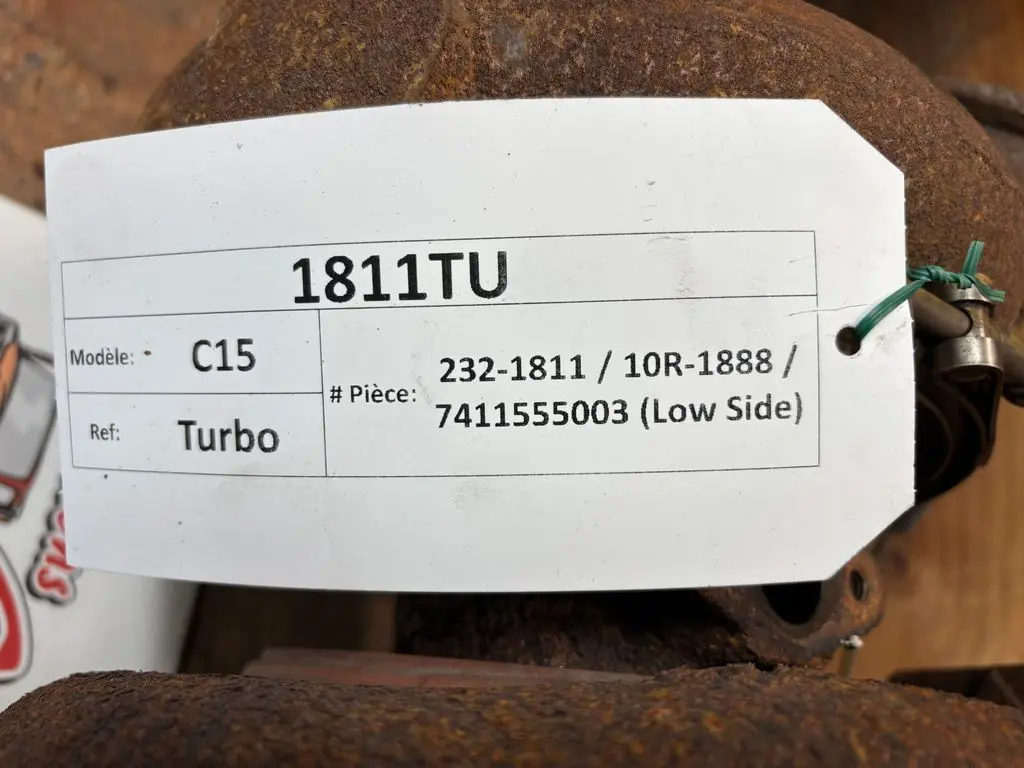 1811TU
Modèle: C15
Ref: Turbo
# Pièce: 232-1811 / 10R-1888 /
7411555003 (Low Side)